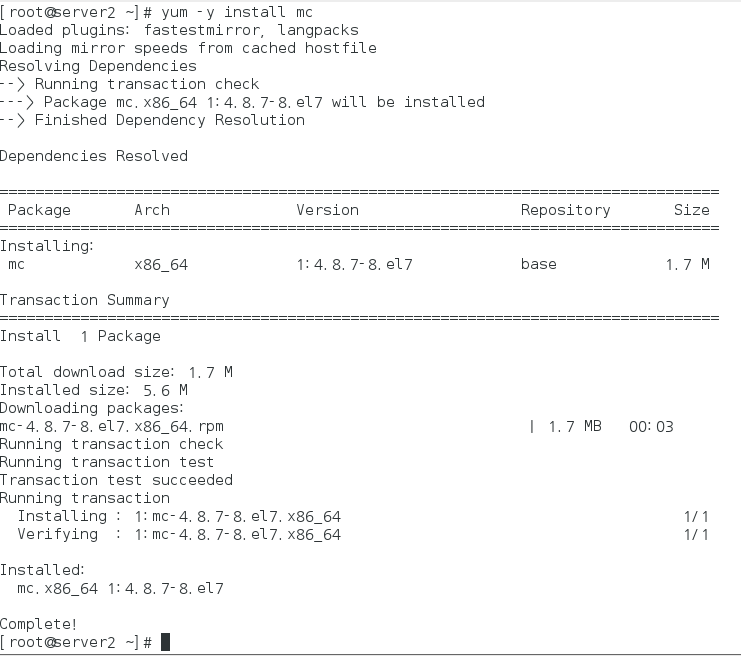 [root@server2 ~]# yum -y install mc
Loaded plugins: fastestmirror, langpacks
Loading mirror speeds from cached hostfile
Resolving Dependencies
--> Running transaction check
---> Package mc.x86_64 1:4.8.7-8.el7 will be installed
--> Finished Dependency Resolution

Dependencies Resolved

================================================================================
 Package       Arch              Version                  Repository       Size
================================================================================
Installing:
 mc            x86_64            1:4.8.7-8.el7            base            1.7 M

Transaction Summary
================================================================================
Install  1 Package

Total download size: 1.7 M
Installed size: 5.6 M
Downloading packages:
mc-4.8.7-8.el7.x86_64.rpm                                  | 1.7 MB   00:03
Running transaction check
Running transaction test
Transaction test succeeded
Running transaction
  Installing : 1:mc-4.8.7-8.el7.x86_64                                      1/1
  Verifying  : 1:mc-4.8.7-8.el7.x86_64                                      1/1

Installed:
  mc.x86_64 1:4.8.7-8.el7

Complete!
[root@server2 ~]#